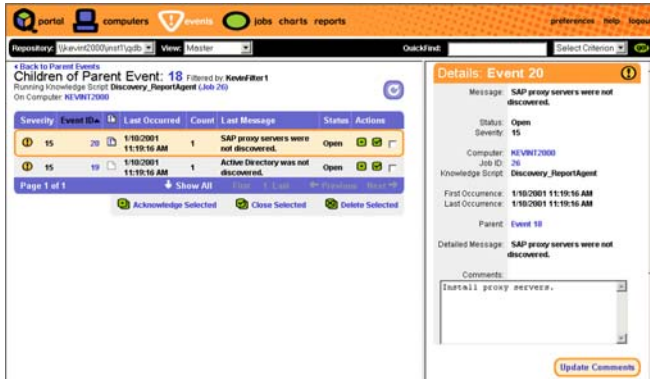 portal computers events jobs charts reports preferences help logout
Repository: \\kevint2000\inst1\qdb View: Master QuickFind: Select Criterion
Back to Parent Events
Children of Parent Event: 18 Filtered by: KevinFilter1
Running Knowledge Script Discovery_ReportAgent (Job 26)
On Computer KEVINT2000
Severity Event ID Last Occurred Count Last Message Status Actions
15 20 1/10/2001 11:19:16 AM 1 SAP proxy servers were not discovered. Open
15 19 1/10/2001 11:19:16 AM 1 Active Directory was not discovered. Open
Page 1 of 1 Show All First 1 Last Previous Next
Acknowledge Selected Close Selected Delete Selected
Details: Event 20
Message: SAP proxy servers were not
discovered.
Status: Open
Severity: 15
Computer: KEVINT2000
Job ID: 26
Knowledge Script: Discovery_ReportAgent
First Occurrence: 1/10/2001 11:19:16 AM
Last Occurrence: 1/10/2001 11:19:16 AM
Parent: Event 18
Detailed Message: SAP proxy servers were not
discovered.
Comments:
Install proxy servers.
Update Comments